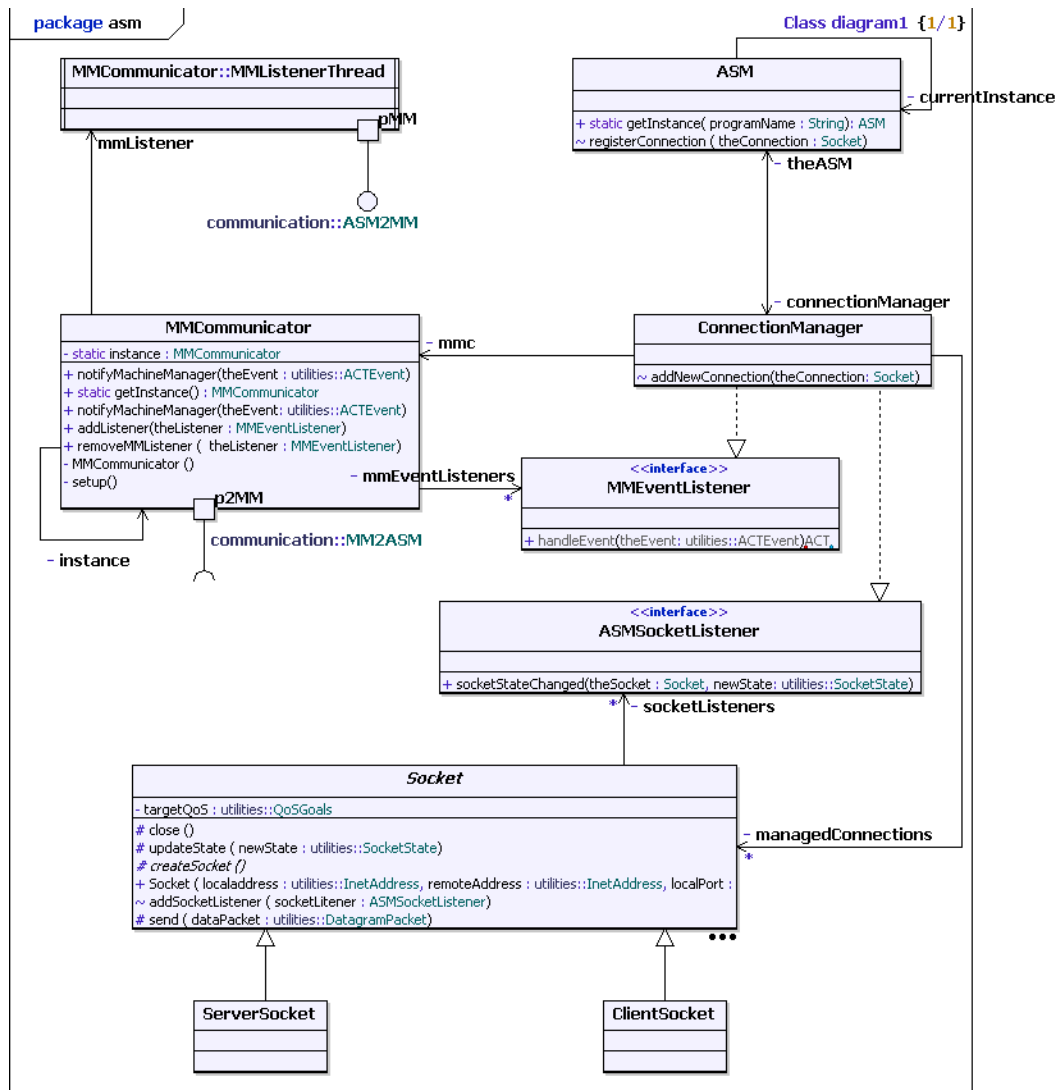 package asm
Class diagram1 {1/1}
MMCommunicator::MMListenerThread
pMM
communication::ASM2MM
- mmListener
ASM
+ static getInstance( programName : String): ASM
~ registerConnection ( theConnection : Socket)
- currentInstance
- theASM
- connectionManager
MMCommunicator
- static instance : MMCommunicator
+ notifyMachineManager(theEvent : utilities::ACTEvent)
+ static getInstance() : MMCommunicator
+ notifyMachineManager(theEvent: utilities::ACTEvent)
+ addListener(theListener : MMEventListener)
+ removeMMListener ( theListener : MMEventListener)
- MMCommunicator ()
- setup()
p2MM
communication::MM2ASM
- instance
- mmc
ConnectionManager
~ addNewConnection(theConnection: Socket)
- mmEventListeners
*
<<interface>>
MMEventListener
+ handleEvent(theEvent: utilities::ACTEvent)ACT
<<interface>>
ASMSocketListener
+ socketStateChanged(theSocket : Socket, newState: utilities::SocketState)
* - socketListeners
Socket
- targetQoS : utilities::QoSGoals
# close ()
# updateState ( newState : utilities::SocketState)
# createSocket ()
+ Socket ( localaddress : utilities::InetAddress, remoteAddress : utilities::InetAddress, localPort :
~ addSocketListener ( socketLitener : ASMSocketListener)
# send ( dataPacket : utilities::DatagramPacket)
- managedConnections
*
ServerSocket
ClientSocket